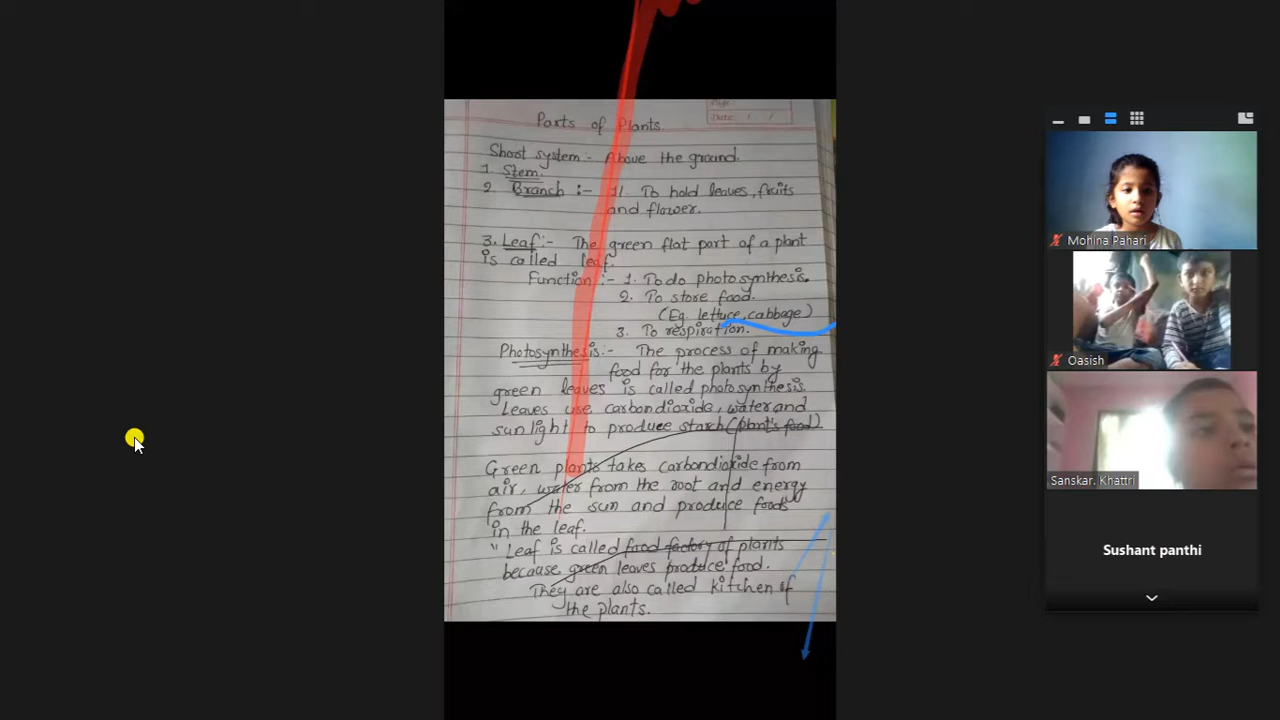 Page:
Date: / /
Parts of Plants.
Shoot system:- Above the ground.
1. Stem.
2. Branch :- 1/. To hold leaves, fruits
and flower.
3. Leaf:- The green flat part of a plant
is called leaf.
Function:- 1. To do photosynthesis.
2. To store food.
(Eg. lettuce, cabbage)
3. To respiration.
Photosynthesis:- The process of making
food for the plants by
green leaves is called photosynthesis.
Leaves use carbondioxide, water and
sunlight to produce starch (plant's food)
Green plants takes carbondioxide from
air, water from the root and energy
from the sun and produce foods
in the leaf.
" Leaf is called food factory of plants
because green leaves produce food.
They are also called kitchen of
the plants.
Mohina Pahari
Oasish
Sanskar. Khattri
Sushant panthi